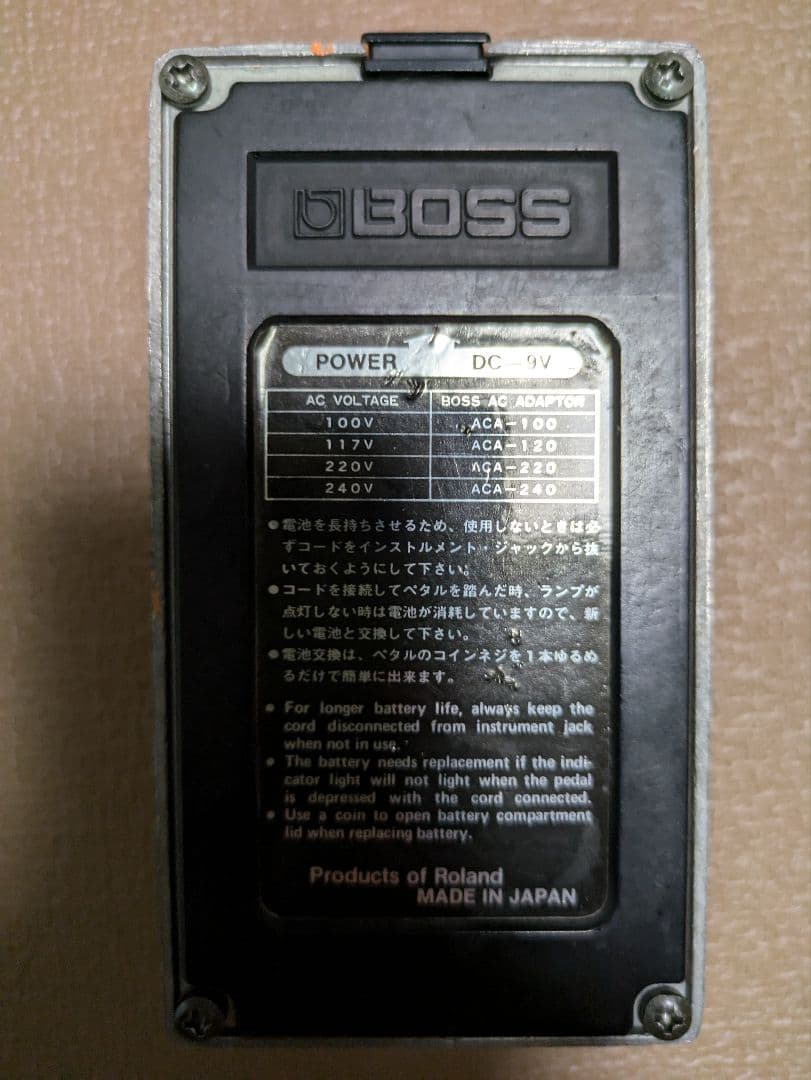 BOSS
POWER DC-9V
AC VOLTAGE BOSS AC ADAPTOR
100V ACA-100
117V ACA-120
220V ACA-220
240V ACA-240
●電池を長持ちさせるため、使用しないときは必
ずコードをインストルメント・ジャックから抜
いておくようにして下さい。
●コードを接続してペタルを踏んだ時、ランプが
点灯しない時は電池が消耗していますので、新
しい電池と交換して下さい。
●電池交換は、ペタルのコインネジを1本ゆるめ
るだけで簡単に出来ます。
● For longer battery life, always keep the
cord disconnected from instrument jack
when not in use.
● The battery needs replacement if the indi-
cator light will not light when the pedal
is depressed with the cord connected.
● Use a coin to open battery compartment
lid when replacing battery.
Products of Roland
MADE IN JAPAN